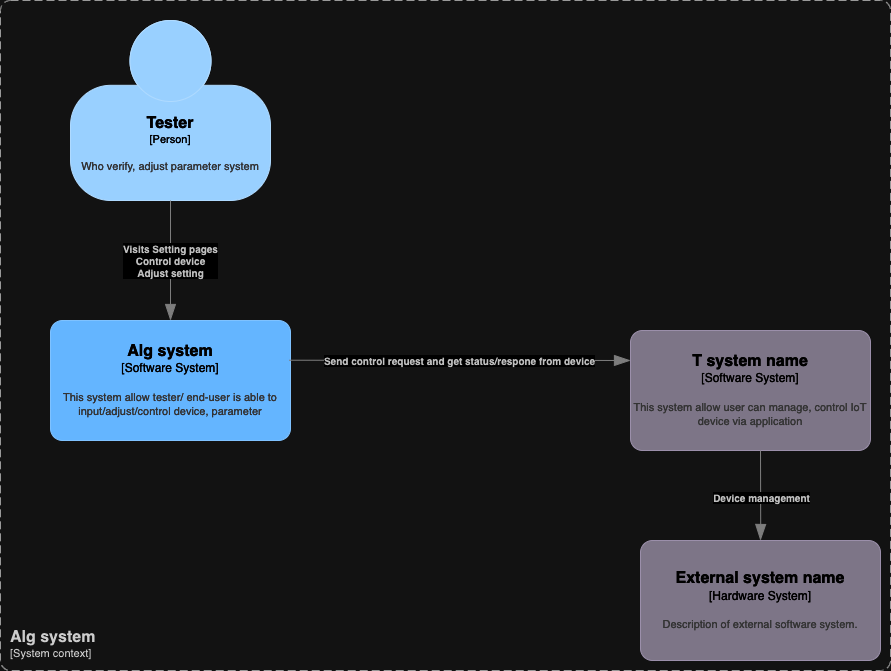 Tester
[Person]
Who verify, adjust parameter system
Visits Setting pages
Control device
Adjust setting
Alg system
[Software System]
This system allow tester/ end-user is able to
input/adjust/control device, parameter
Send control request and get status/respone from device
T system name
[Software System]
This system allow user can manage, control IoT
device via application
Device management
External system name
[Hardware System]
Description of external software system.
Alg system
[System context]